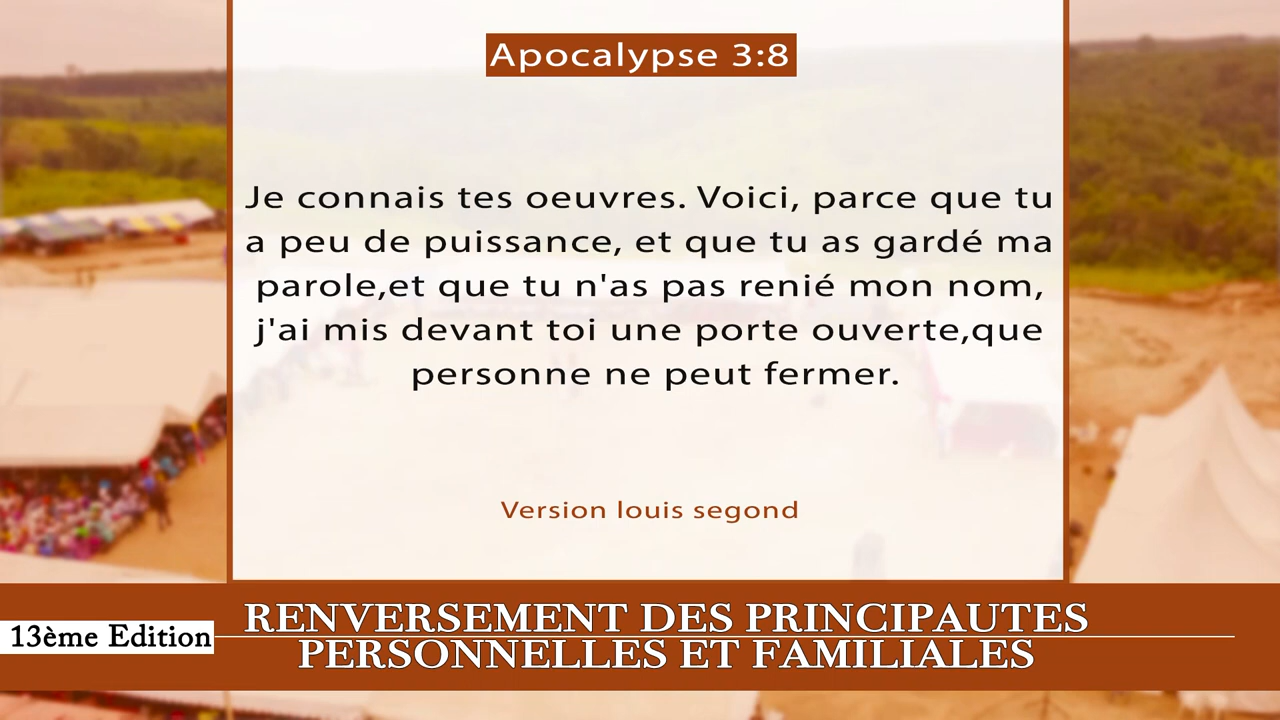 Apocalypse 3:8
Je connais tes oeuvres. Voici, parce que tu
a peu de puissance, et que tu as gardé ma
parole,et que tu n'as pas renié mon nom,
j'ai mis devant toi une porte ouverte,que
personne ne peut fermer.
Version louis segond
13ème Edition
RENVERSEMENT DES PRINCIPAUTES
PERSONNELLES ET FAMILIALES